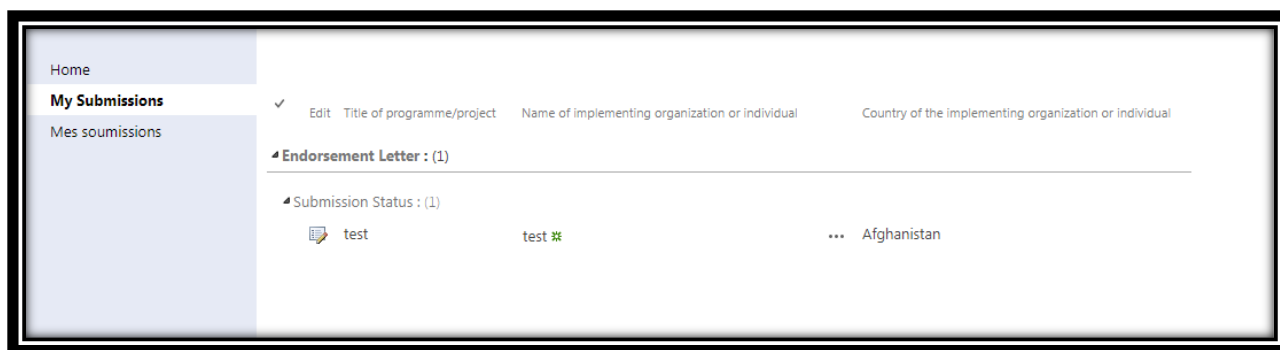 Home
My Submissions
Mes soumissions
Edit Title of programme/project Name of implementing organization or individual Country of the implementing organization or individual
Endorsement Letter : (1)
Submission Status : (1)
test test ... Afghanistan